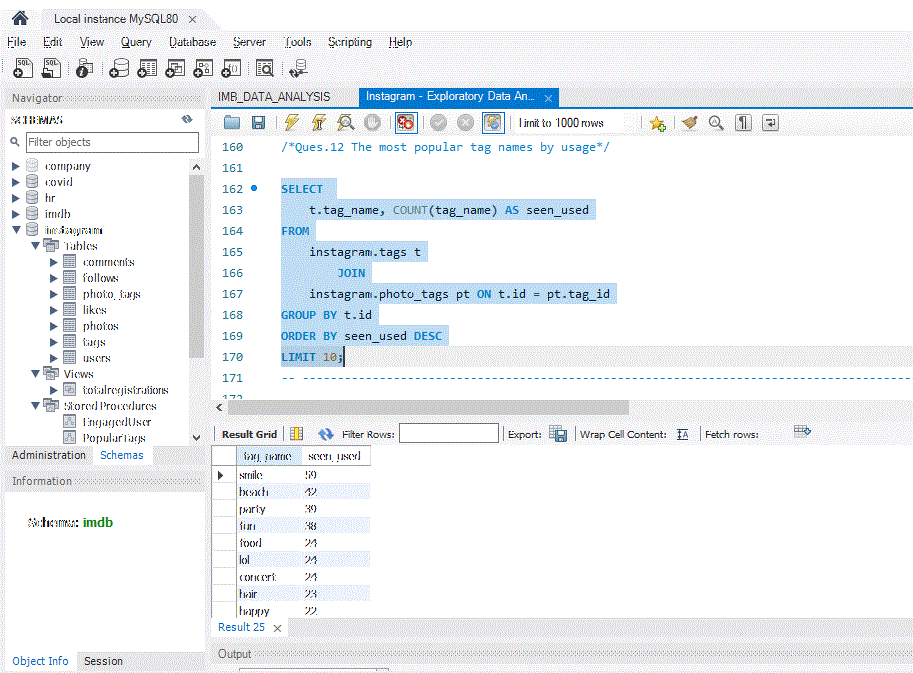 Local instance MySQL80
File Edit View Query Database Server Tools Scripting Help
Navigator
SCHEMAS
Filter objects
company
covid
hr
imdb
instagram
Tables
comments
follows
photo_tags
likes
photos
tags
users
Views
totalregistrations
Stored Procedures
EngagedUser
PopularTags
Administration Schemas
Information
Schema: imdb
Object Info Session
IMB_DATA_ANALYSIS Instagram - Exploratory Data An...
Limit to 1000 rows
160 /*Ques.12 The most popular tag names by usage*/
161
162 SELECT
163 t.tag_name, COUNT(tag_name) AS seen_used
164 FROM
165 instagram.tags t
166 JOIN
167 instagram.photo_tags pt ON t.id = pt.tag_id
168 GROUP BY t.id
169 ORDER BY seen_used DESC
170 LIMIT 10;
171 -- ----------------------------------------------------------------
172
Result Grid Filter Rows: Export: Wrap Cell Content: Fetch rows:
tag_name seen_used
smile 59
beach 42
party 39
fun 38
food 24
lol 24
concert 24
hair 23
happy 22
Result 25
Output